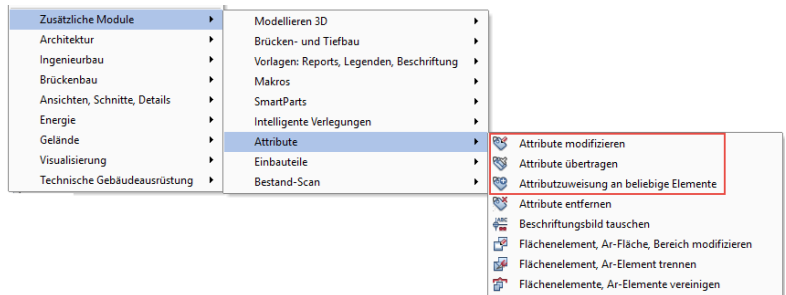 Zusätzliche Module
Architektur
Ingenieurbau
Brückenbau
Ansichten, Schnitte, Details
Energie
Gelände
Visualisierung
Technische Gebäudeausrüstung
Modellieren 3D
Brücken- und Tiefbau
Vorlagen: Reports, Legenden, Beschriftung
Makros
SmartParts
Intelligente Verlegungen
Attribute
Einbauteile
Bestand-Scan
Attribute modifizieren
Attribute übertragen
Attributzuweisung an beliebige Elemente
Attribute entfernen
ABC
Beschriftungsbild tauschen
Flächenelement, Ar-Fläche, Bereich modifizieren
Flächenelement, Ar-Element trennen
Flächenelemente, Ar-Elemente vereinigen